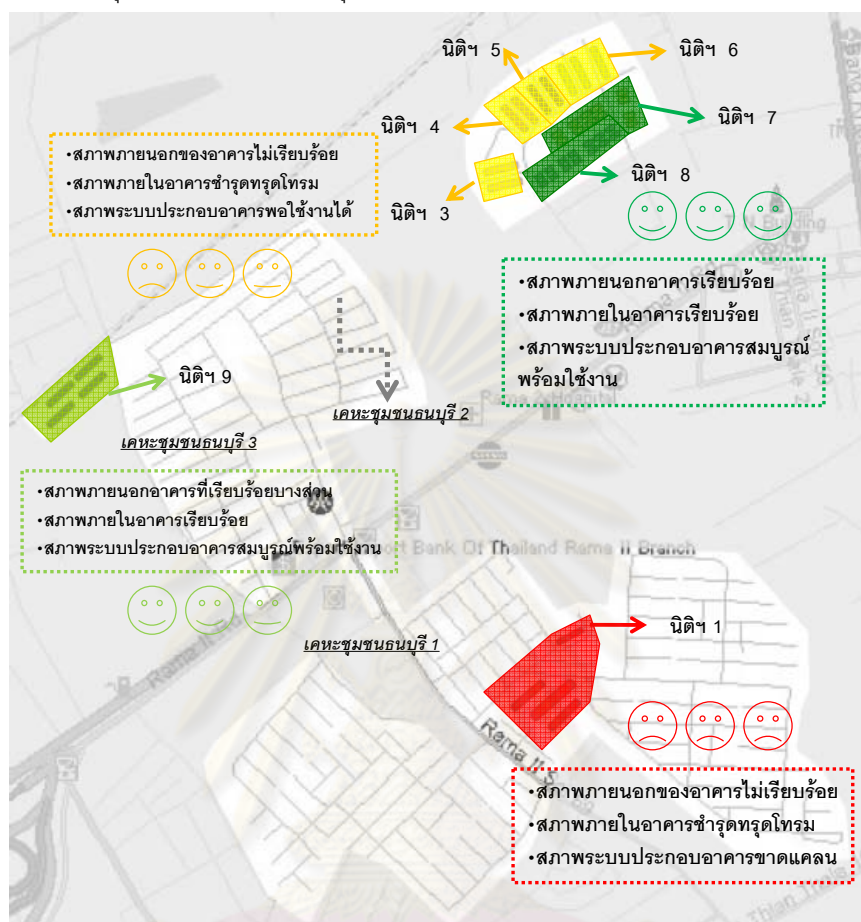 นิติฯ 5
นิติฯ 6
นิติฯ 4
นิติฯ 7
นิติฯ 3
นิติฯ 8
•สภาพภายนอกของอาคารไม่เรียบร้อย
•สภาพภายในอาคารชำรุดทรุดโทรม
•สภาพระบบประกอบอาคารพอใช้งานได้
•สภาพภายนอกอาคารเรียบร้อย
•สภาพภายในอาคารเรียบร้อย
•สภาพระบบประกอบอาคารสมบูรณ์
พร้อมใช้งาน
นิติฯ 9
เคหะชุมชนธนบุรี 2
เคหะชุมชนธนบุรี 3
•สภาพภายนอกอาคารที่เรียบร้อยบางส่วน
•สภาพภายในอาคารเรียบร้อย
•สภาพระบบประกอบอาคารสมบูรณ์พร้อมใช้งาน
Bank Of Thailand Rama II Branch
เคหะชุมชนธนบุรี 1
Rama II
นิติฯ 1
Rama II S
•สภาพภายนอกของอาคารไม่เรียบร้อย
•สภาพภายในอาคารชำรุดทรุดโทรม
•สภาพระบบประกอบอาคารขาดแคลน